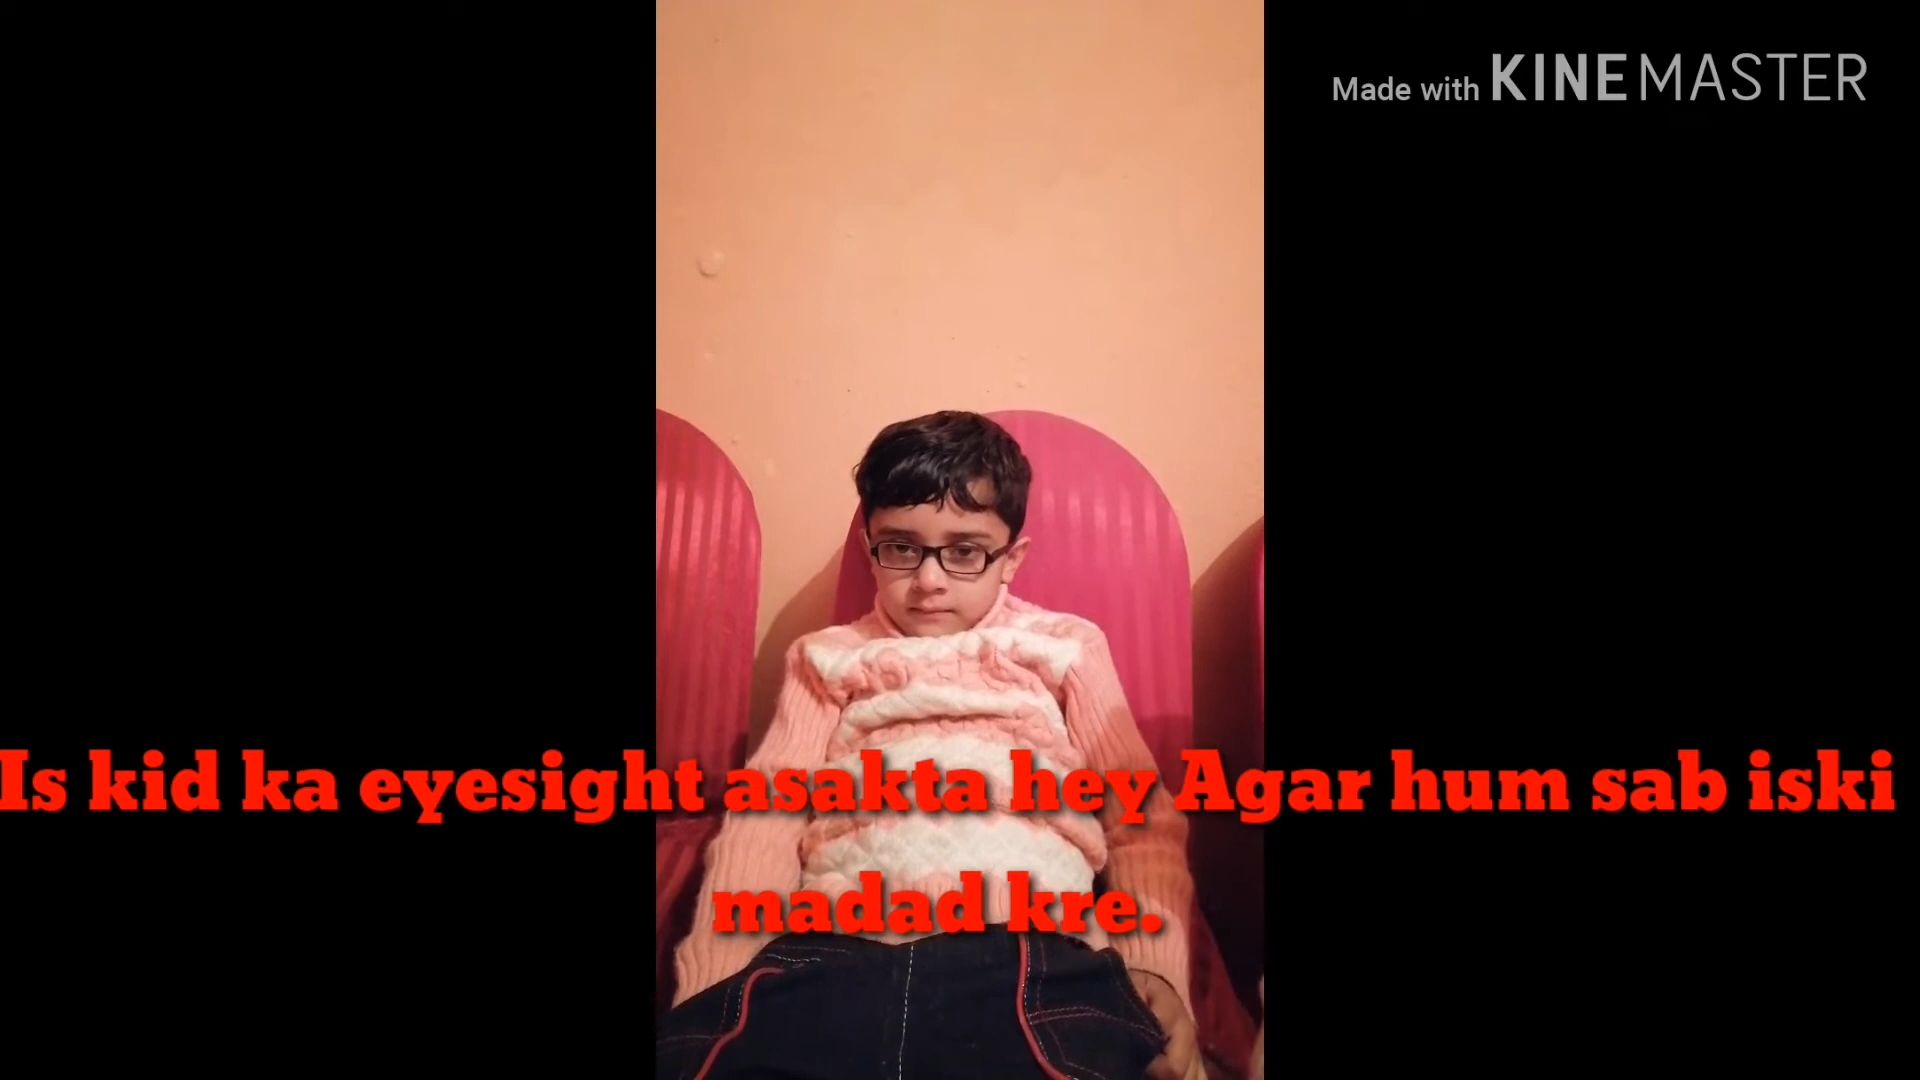 Made with KINEMASTER
Is kid ka eyesight asakta hey Agar hum sab iski
madad kre.